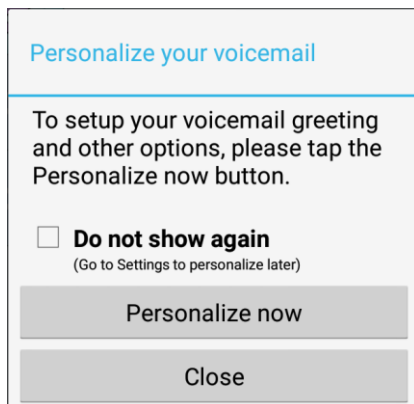 Personalize your voicemail
To setup your voicemail greeting
and other options, please tap the
Personalize now button.
Do not show again
(Go to Settings to personalize later)
Personalize now
Close